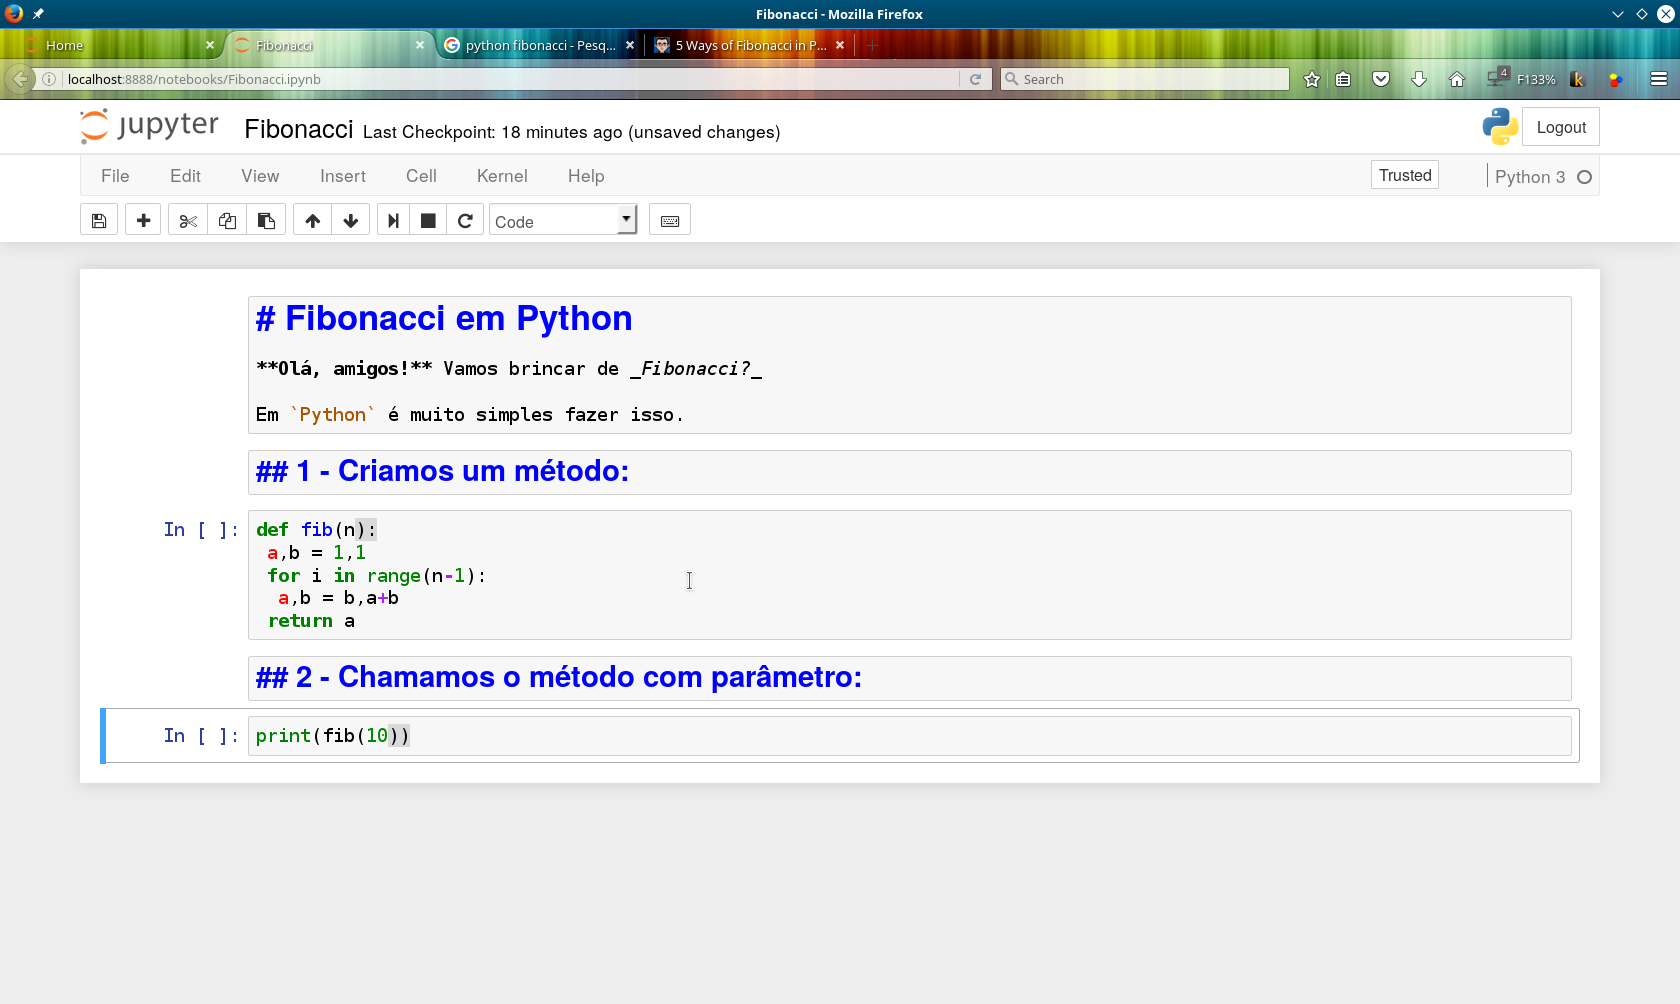 Fibonacci - Mozilla Firefox
Home
Fibonacci
python fibonacci - Pesq...
5 Ways of Fibonacci in P...
localhost:8888/notebooks/Fibonacci.ipynb
Search
4
F133%
k
jupyter Fibonacci Last Checkpoint: 18 minutes ago (unsaved changes)
Logout
File Edit View Insert Cell Kernel Help
Trusted
Python 3
Code
# Fibonacci em Python
**Olá, amigos!** Vamos brincar de _Fibonacci?_
Em `Python` é muito simples fazer isso.
## 1 - Criamos um método:
In [ ]: def fib(n):
 a,b = 1,1
 for i in range(n-1):
  a,b = b,a+b
 return a
## 2 - Chamamos o método com parâmetro:
In [ ]: print(fib(10))